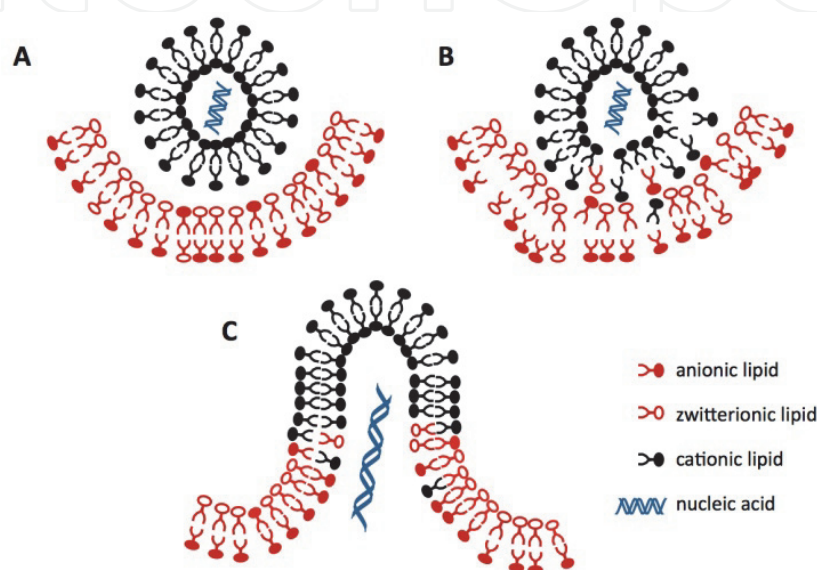 A
B
C
anionic lipid
zwitterionic lipid
cationic lipid
nucleic acid